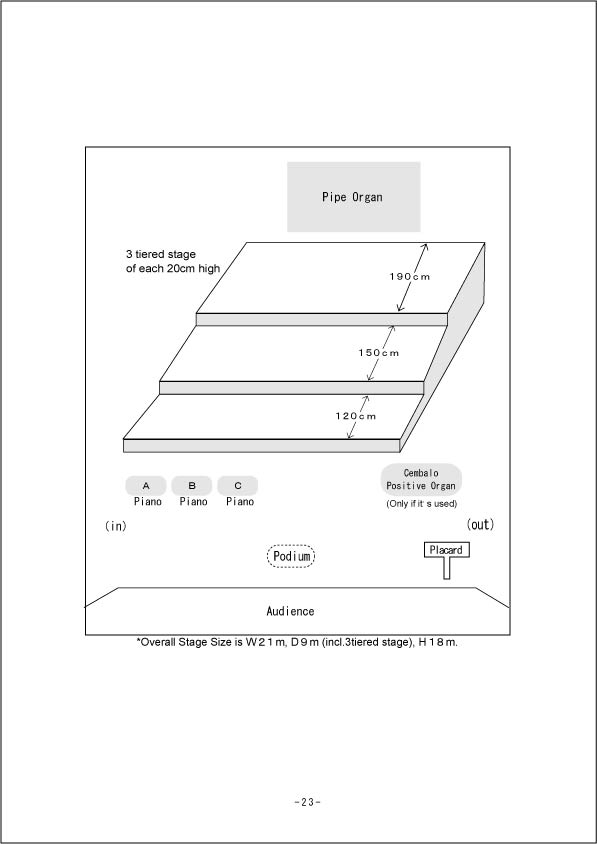 Pipe Organ
3 tiered stage
of each 20cm high
190cm
150cm
120cm
A
B
C
Piano
Piano
Piano
Cembalo
Positive Organ
(Only if it's used)
(in)
(out)
Placard
Podium
Audience
*Overall Stage Size is W21m, D9m (incl.3tiered stage), H18m.
-23-